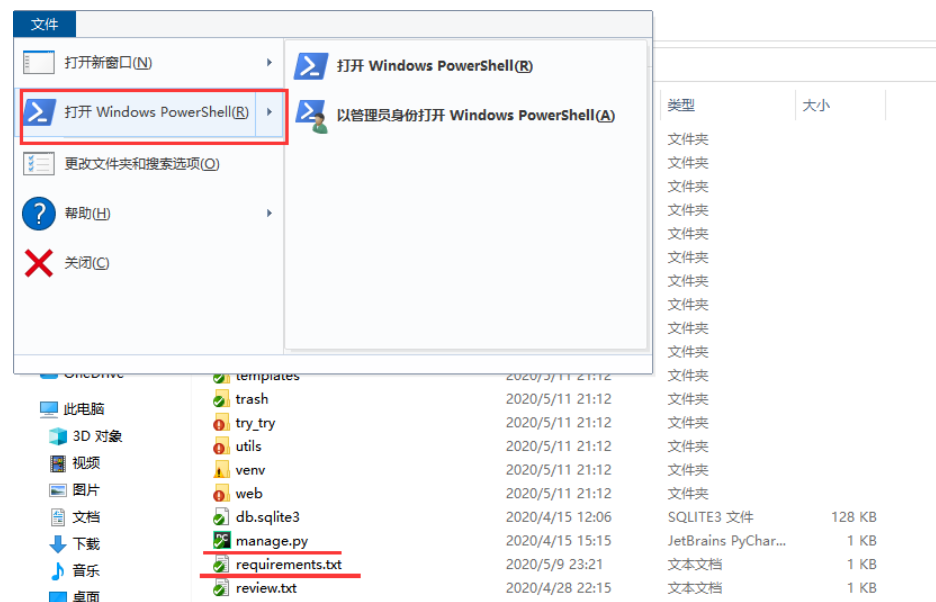 文件
打开新窗口(N)
打开 Windows PowerShell(R)
更改文件夹和搜索选项(O)
帮助(H)
关闭(C)
打开 Windows PowerShell(R)
以管理员身份打开 Windows PowerShell(A)
类型 大小
文件夹
文件夹
文件夹
文件夹
文件夹
文件夹
文件夹
文件夹
文件夹
文件夹
OneDrive
此电脑
3D 对象
视频
图片
文档
下载
音乐
桌面
templates 2020/5/11 21:12 文件夹
trash 2020/5/11 21:12 文件夹
try_try 2020/5/11 21:12 文件夹
utils 2020/5/11 21:12 文件夹
venv 2020/5/11 21:12 文件夹
web 2020/5/11 21:12 文件夹
db.sqlite3 2020/4/15 12:06 SQLITE3 文件 128 KB
manage.py 2020/4/15 15:15 JetBrains PyChar... 1 KB
requirements.txt 2020/5/9 23:21 文本文档 1 KB
review.txt 2020/4/28 22:15 文本文档 1 KB